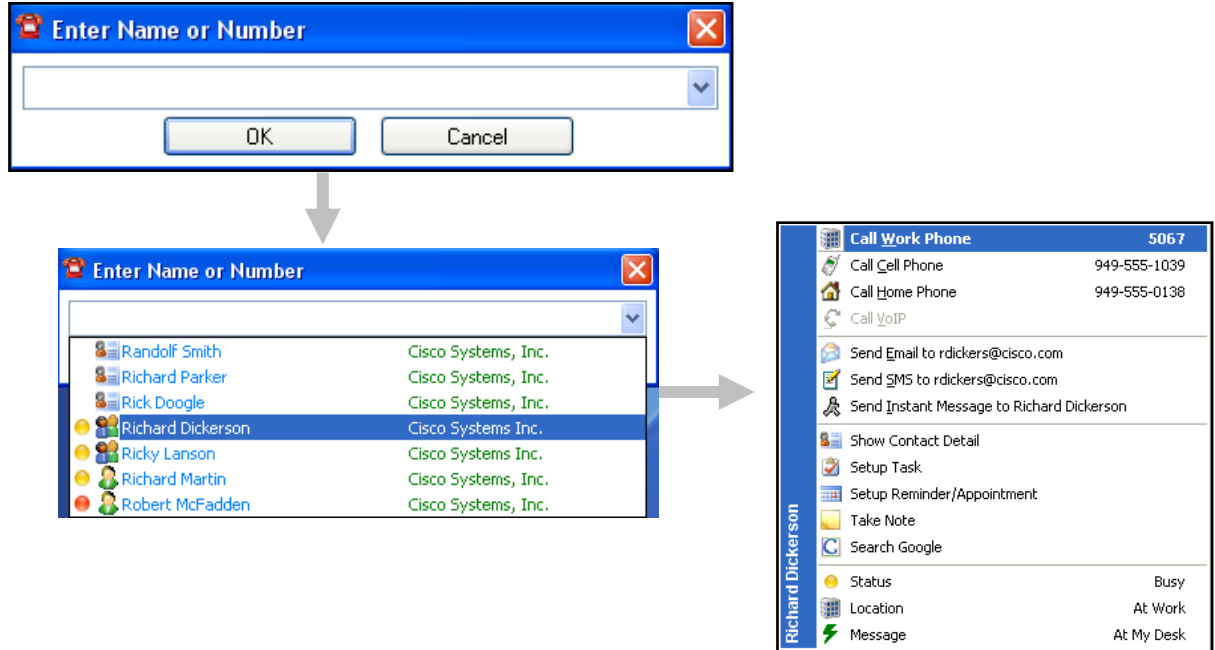 Enter Name or Number
OK Cancel
Enter Name or Number
Randolf Smith Cisco Systems, Inc.
Richard Parker Cisco Systems, Inc.
Rick Doogle Cisco Systems, Inc.
Richard Dickerson Cisco Systems Inc.
Ricky Lanson Cisco Systems Inc.
Richard Martin Cisco Systems, Inc.
Robert McFadden Cisco Systems, Inc.
Richard Dickerson
Call Work Phone 5067
Call Cell Phone 949-555-1039
Call Home Phone 949-555-0138
Call VoIP
Send Email to rdickers@cisco.com
Send SMS to rdickers@cisco.com
Send Instant Message to Richard Dickerson
Show Contact Detail
Setup Task
Setup Reminder/Appointment
Take Note
Search Google
Status Busy
Location At Work
Message At My Desk